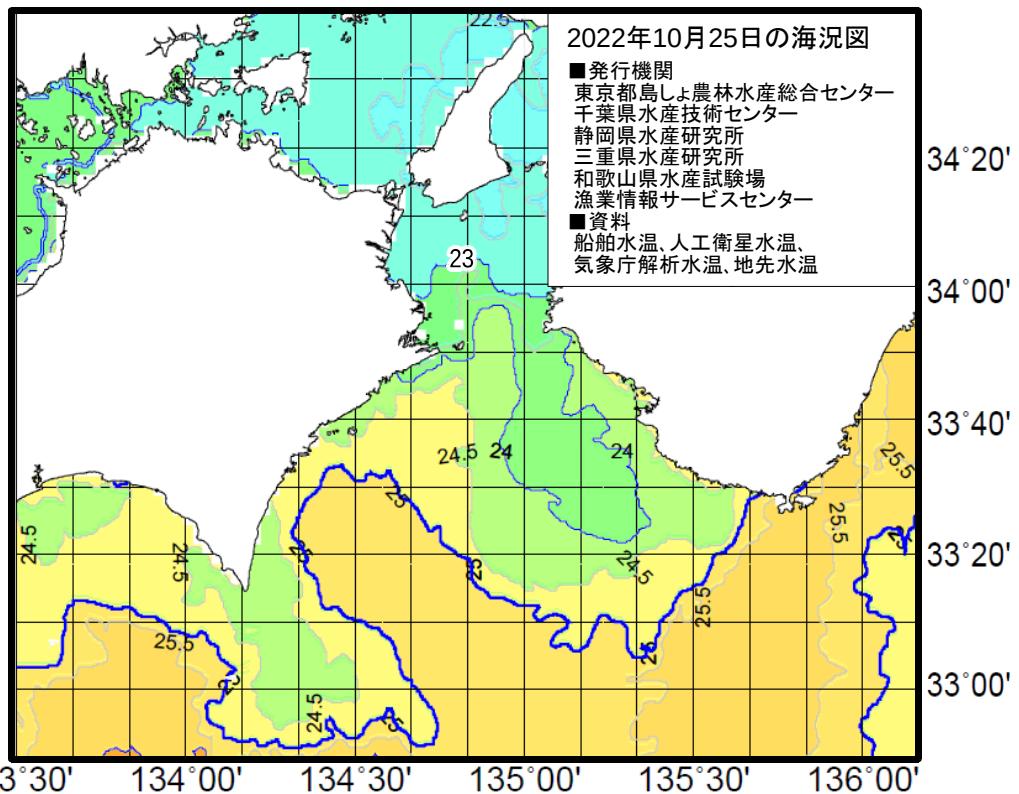 22.5
2022年10月25日の海況図
■発行機関
東京都島しょ農林水産総合センター
千葉県水産技術センター
静岡県水産研究所
三重県水産研究所
和歌山県水産試験場
漁業情報サービスセンター
■資料
船舶水温、人工衛星水温、
気象庁解析水温、地先水温
34°20'
23
34°00'
33°40'
24.5
24
24
25.5
25
25.5
24.5
24.5
25
25
24.5
25
33°20'
25.5
25.5
25
25
33°00'
24.5
25
3°30'
134°00'
134°30'
135°00'
135°30'
136°00'